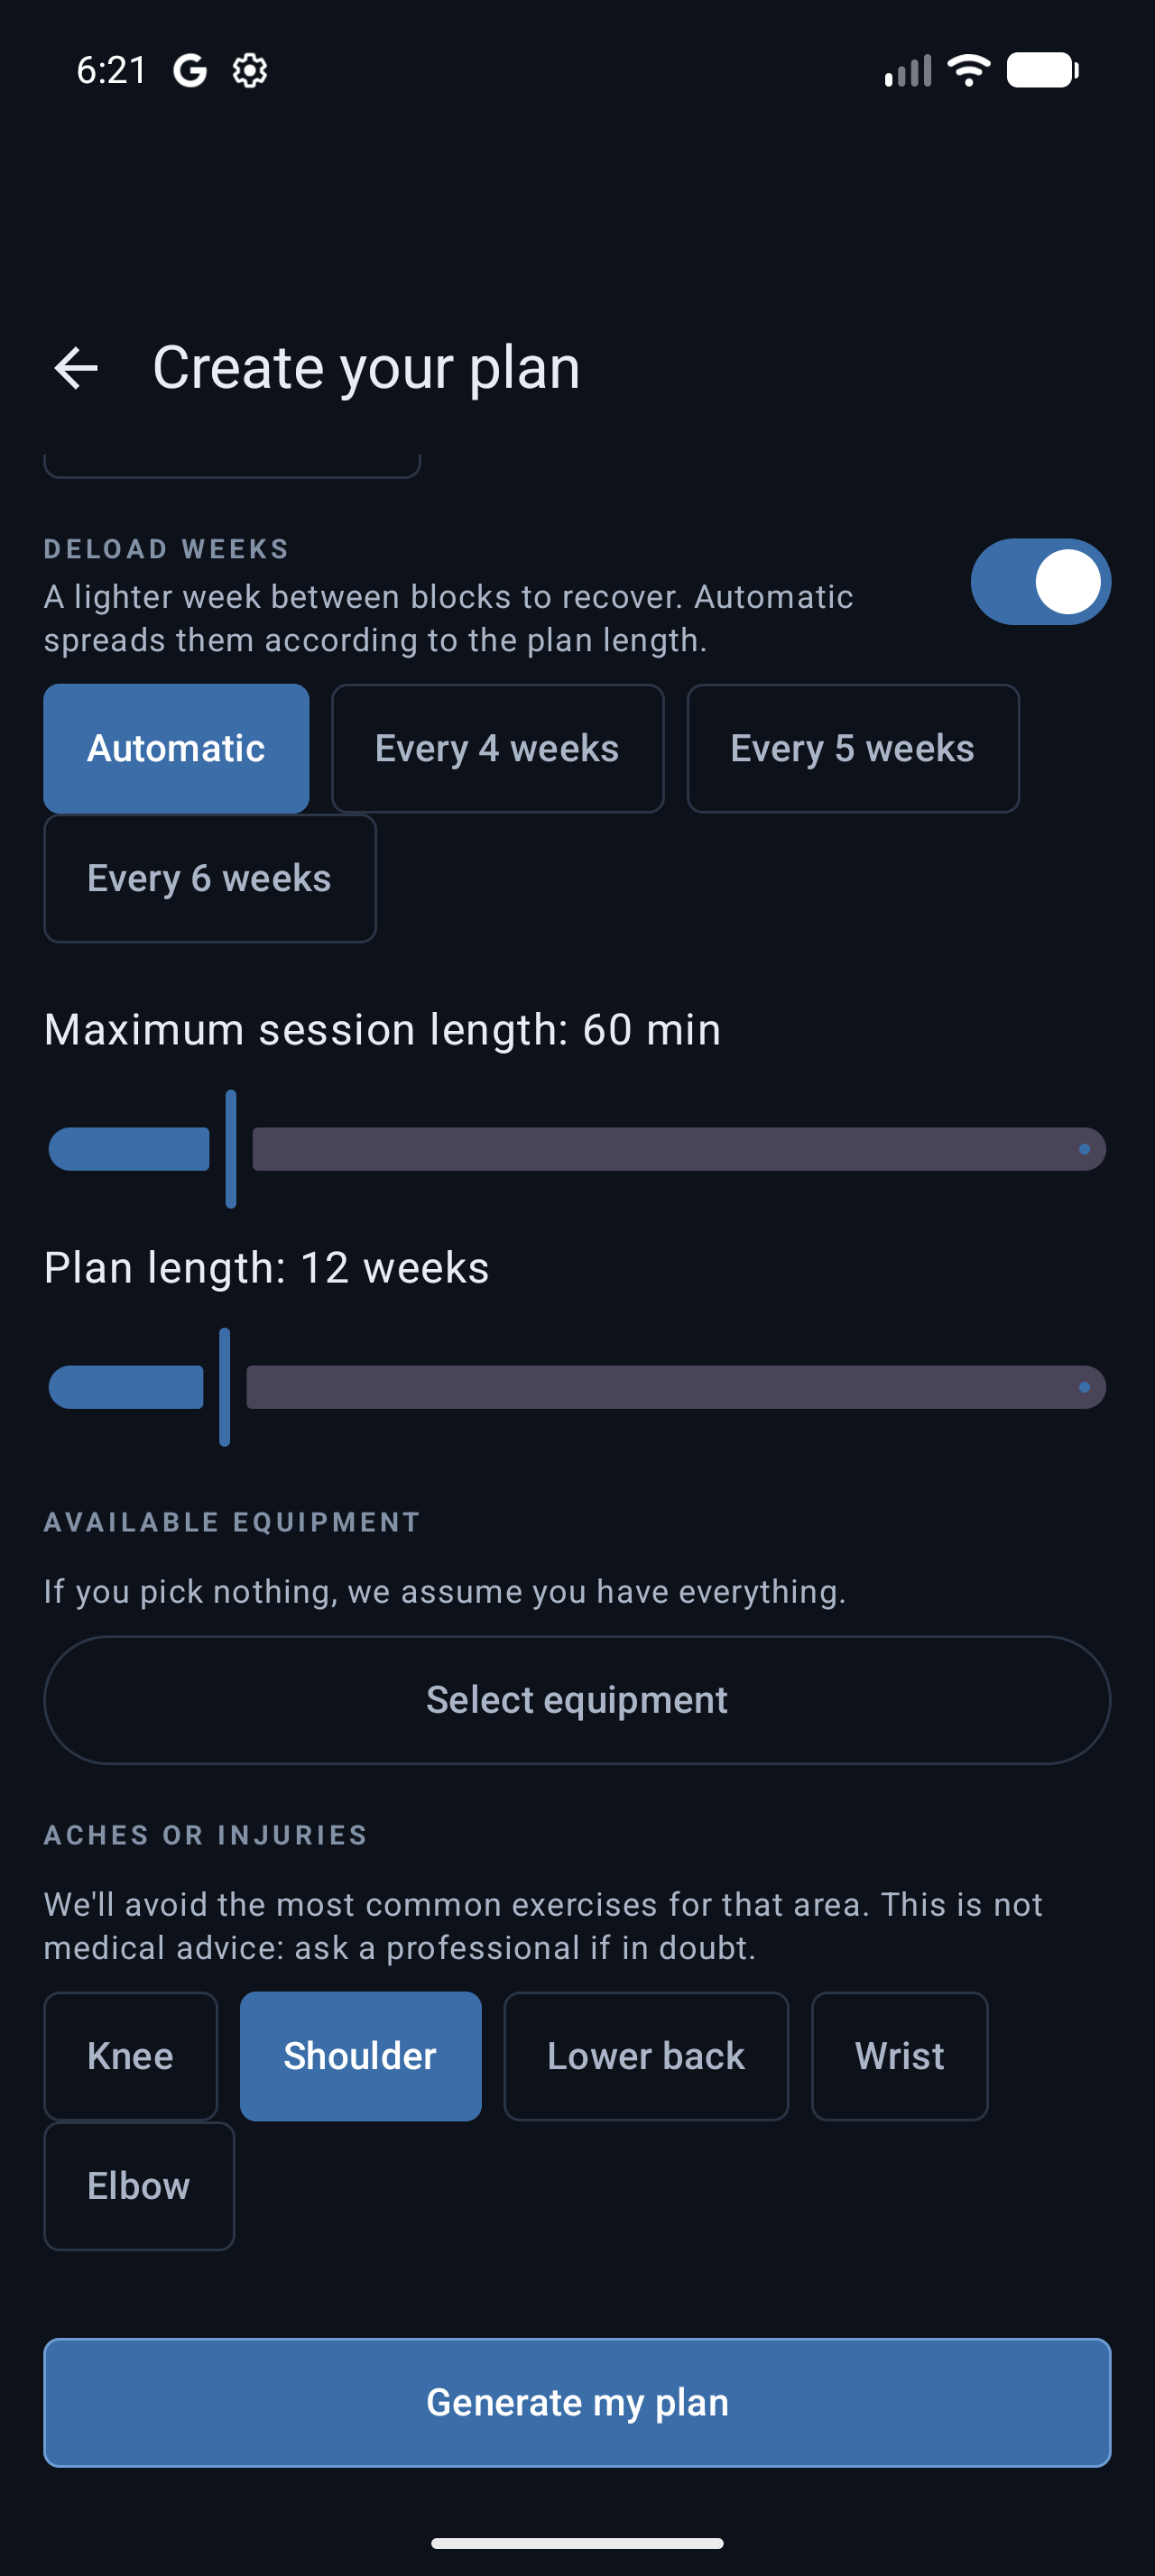 6:21
Create your plan
DELOAD WEEKS
A lighter week between blocks to recover. Automatic
spreads them according to the plan length.
Automatic
Every 4 weeks
Every 5 weeks
Every 6 weeks
Maximum session length: 60 min
Plan length: 12 weeks
AVAILABLE EQUIPMENT
If you pick nothing, we assume you have everything.
Select equipment
ACHES OR INJURIES
We'll avoid the most common exercises for that area. This is not
medical advice: ask a professional if in doubt.
Knee
Shoulder
Lower back
Wrist
Elbow
Generate my plan